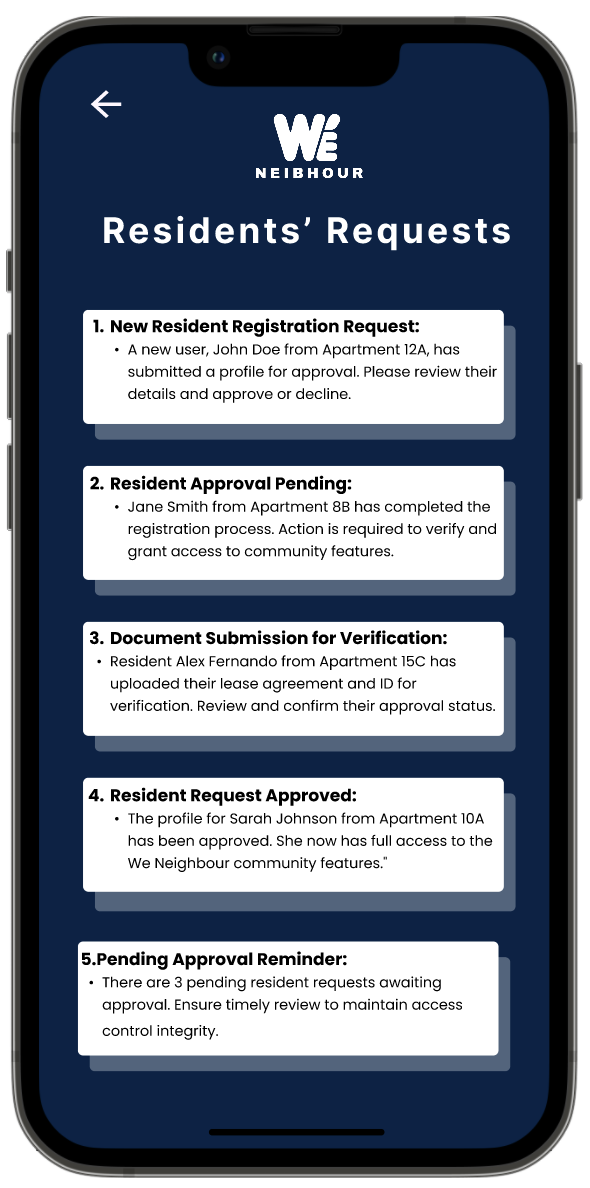 WE
NEIBHOUR
Residents’ Requests
1. New Resident Registration Request:
• A new user, John Doe from Apartment 12A, has
submitted a profile for approval. Please review their
details and approve or decline.
2. Resident Approval Pending:
• Jane Smith from Apartment 8B has completed the
registration process. Action is required to verify and
grant access to community features.
3. Document Submission for Verification:
• Resident Alex Fernando from Apartment 15C has
uploaded their lease agreement and ID for
verification. Review and confirm their approval status.
4. Resident Request Approved:
• The profile for Sarah Johnson from Apartment 10A
has been approved. She now has full access to the
We Neighbour community features."
5.Pending Approval Reminder:
• There are 3 pending resident requests awaiting
approval. Ensure timely review to maintain access
control integrity.